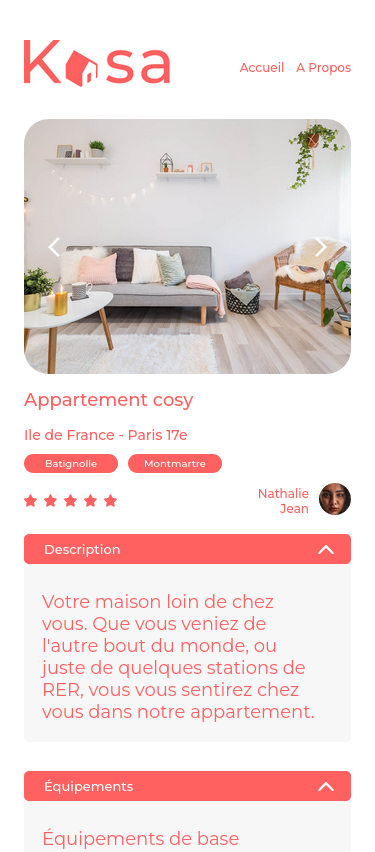 Kasa
Accueil A Propos
Appartement cosy
Ile de France - Paris 17e
Batignolle Montmartre
Nathalie
Jean
Description
Votre maison loin de chez
vous. Que vous veniez de
l'autre bout du monde, ou
juste de quelques stations de
RER, vous vous sentirez chez
vous dans notre appartement.
Équipements
Équipements de base